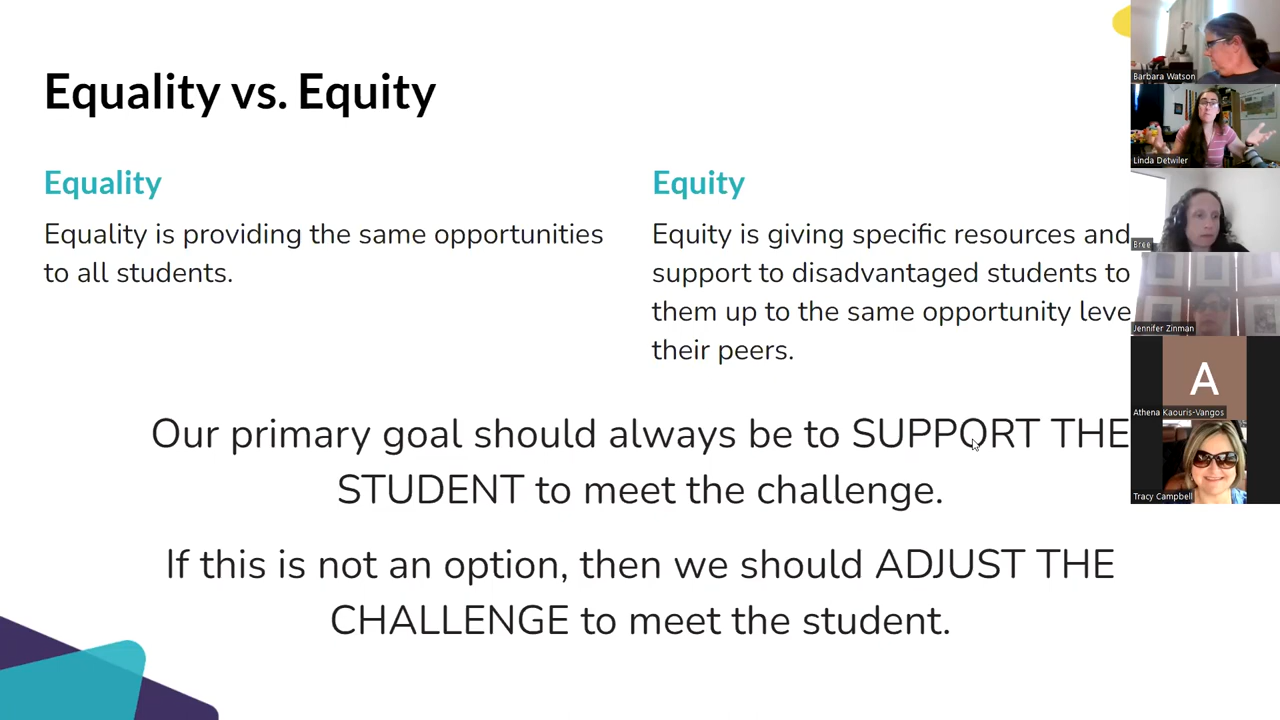 Equality vs. Equity
Equality
Equality is providing the same opportunities
to all students.
Equity
Equity is giving specific resources and
support to disadvantaged students to
them up to the same opportunity leve
their peers.
Our primary goal should always be to SUPPORT THE
STUDENT to meet the challenge.
If this is not an option, then we should ADJUST THE
CHALLENGE to meet the student.
Barbara Watson
Linda Detwiler
Bree
Jennifer Zinman
A
Athena Kaouris-Vangos
Tracy Campbell